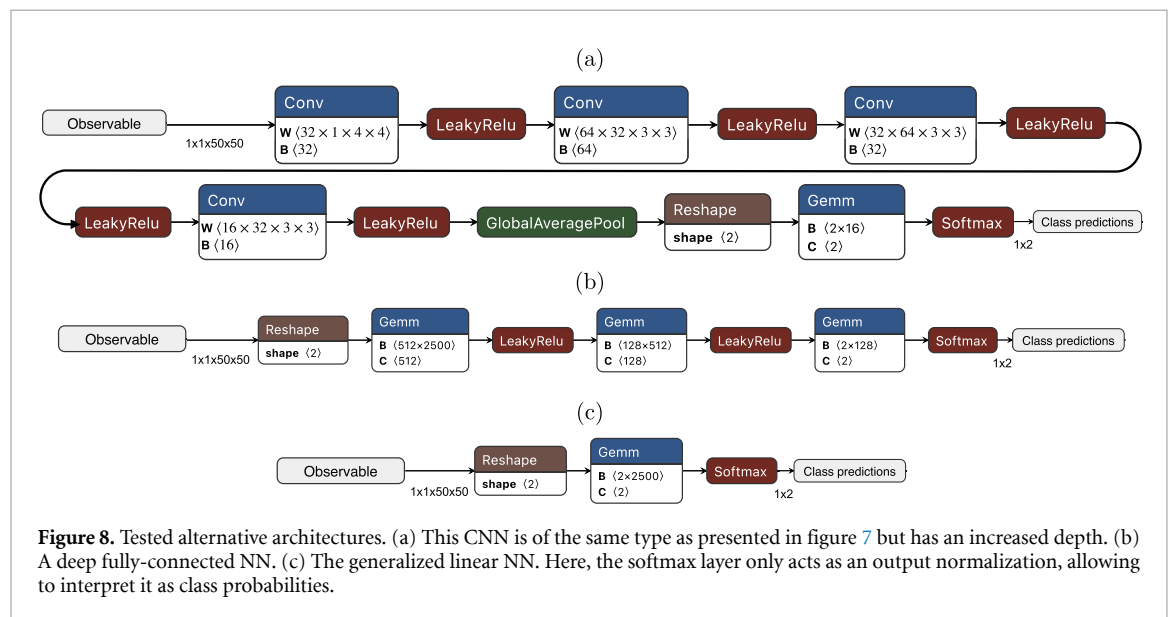 (a)
Observable
1x1x50x50
Conv
W ⟨32 × 1 × 4 × 4⟩
B ⟨32⟩
LeakyRelu
Conv
W ⟨64 × 32 × 3 × 3⟩
B ⟨64⟩
LeakyRelu
Conv
W ⟨32 × 64 × 3 × 3⟩
B ⟨32⟩
LeakyRelu
LeakyRelu
Conv
W ⟨16 × 32 × 3 × 3⟩
B ⟨16⟩
LeakyRelu
GlobalAveragePool
Reshape
shape ⟨2⟩
Gemm
B ⟨2×16⟩
C ⟨2⟩
Softmax
1x2
Class predictions
(b)
Observable
1x1x50x50
Reshape
shape ⟨2⟩
Gemm
B ⟨512×2500⟩
C ⟨512⟩
LeakyRelu
Gemm
B ⟨128×512⟩
C ⟨128⟩
LeakyRelu
Gemm
B ⟨2×128⟩
C ⟨2⟩
Softmax
1x2
Class predictions
(c)
Observable
1x1x50x50
Reshape
shape ⟨2⟩
Gemm
B ⟨2×2500⟩
C ⟨2⟩
Softmax
1x2
Class predictions
Figure 8. Tested alternative architectures. (a) This CNN is of the same type as presented in figure 7 but has an increased depth. (b)
A deep fully-connected NN. (c) The generalized linear NN. Here, the softmax layer only acts as an output normalization, allowing
to interpret it as class probabilities.